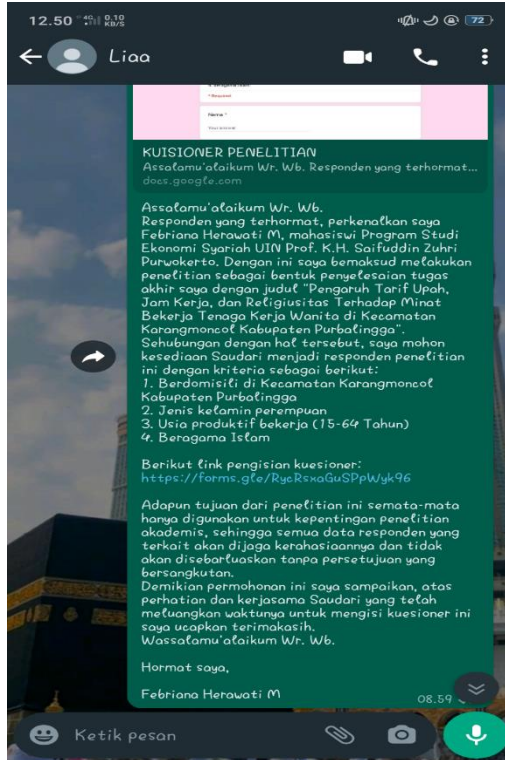 12.50
4G
0.10
KB/S
72
Liaa
* Required
Nama *
KUISIONER PENELITIAN
Assalamu'alaikum Wr. Wb. Responden yang terhormat...
docs.google.com
Assalamu'alaikum Wr. Wb.
Responden yang terhormat, perkenalkan saya
Febriana Herawati M, mahasiswi Program Studi
Ekonomi Syariah UIN Prof. K.H. Saifuddin Zuhri
Purwokerto. Dengan ini saya bemaksud melakukan
penelitian sebagai bentuk penyelesaian tugas
akhir saya dengan judul "Pengaruh Tarif Upah,
Jam Kerja, dan Religiusitas Terhadap Minat
Bekerja Tenaga Kerja Wanita di Kecamatan
Karangmoncol Kabupaten Purbalingga".
Sehubungan dengan hal tersebut, saya mohon
kesediaan Saudari menjadi responden penelitian
ini dengan kriteria sebagai berikut:
1. Berdomisili di Kecamatan Karangmoncol
Kabupaten Purbalingga
2. Jenis kelamin perempuan
3. Usia produktif bekerja (15-64 Tahun)
4. Beragama Islam
Berikut link pengisian kuesioner:
https://forms.gle/RycRsxaGuSPpWyk96
Adapun tujuan dari penelitian ini semata-mata
hanya digunakan untuk kepentingan penelitian
akademis, sehingga semua data responden yang
terkait akan dijaga kerahasiaannya dan tidak
akan disebarluaskan tanpa persetujuan yang
bersangkutan.
Demikian permohonan ini saya sampaikan, atas
perhatian dan kerjasama Saudari yang telah
meluangkan waktunya untuk mengisi kuesioner ini
saya ucapkan terimakasih.
Wassalamu'alaikum Wr. Wb.
Hormat saya,
Febriana Herawati M
08.59
Ketik pesan